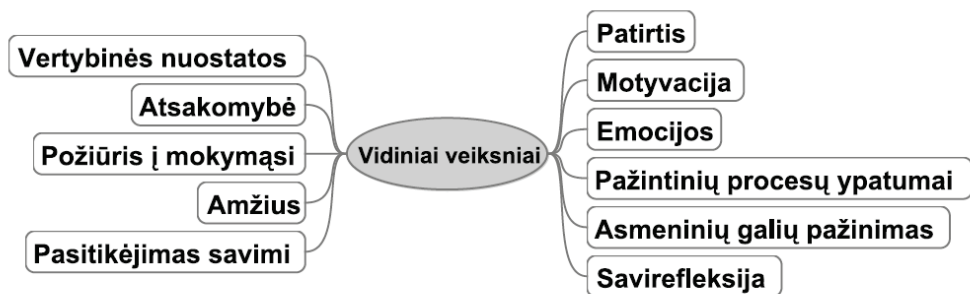 Vertybinės nuostatos
Atsakomybė
Požiūris į mokymąsi
Amžius
Pasitikėjimas savimi
Vidiniai veiksniai
Patirtis
Motyvacija
Emocijos
Pažintinių procesų ypatumai
Asmeninių galių pažinimas
Savirefleksija